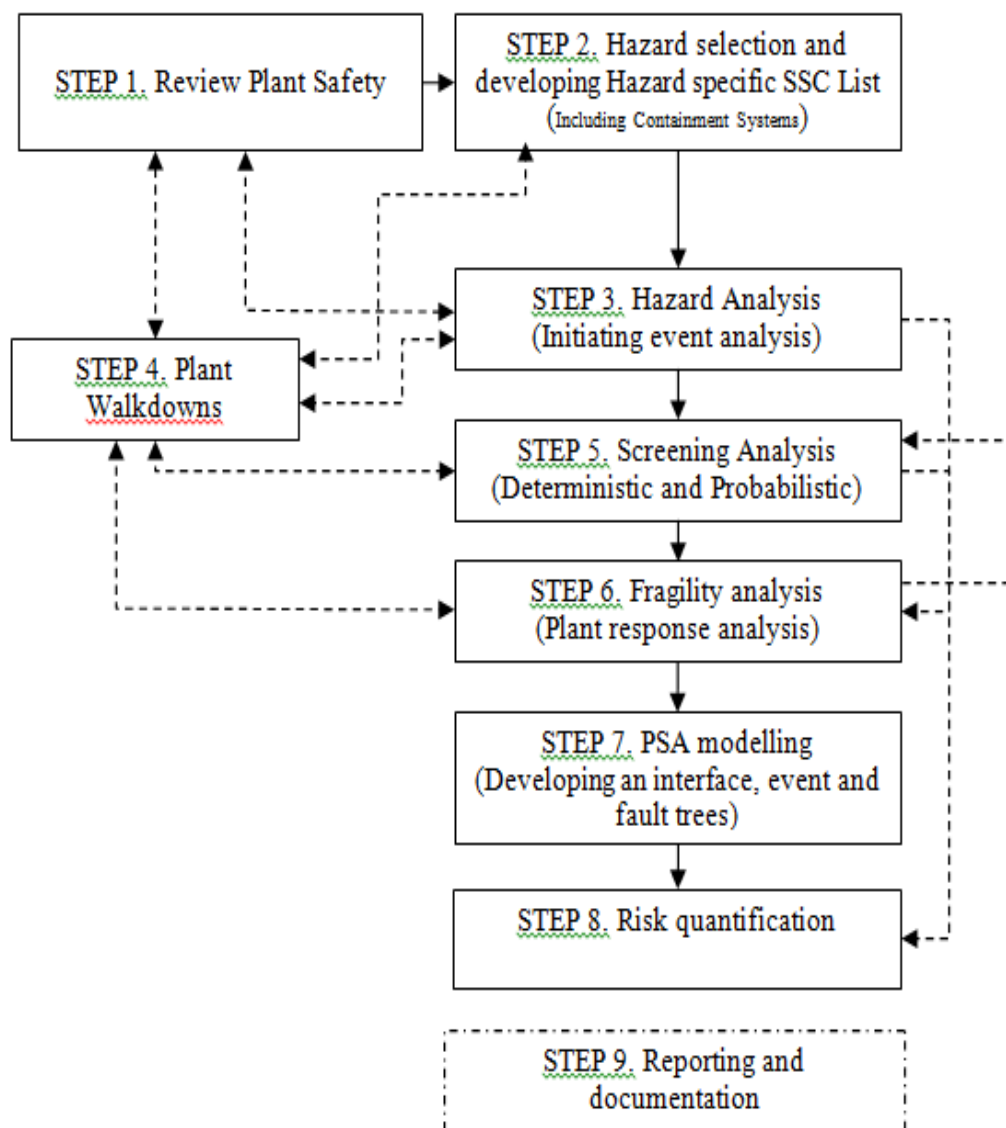 STEP 1. Review Plant Safety
STEP 2. Hazard selection and
developing Hazard specific SSC List
(Including Containment Systems)
STEP 3. Hazard Analysis
(Initiating event analysis)
STEP 4. Plant
Walkdowns
STEP 5. Screening Analysis
(Deterministic and Probabilistic)
STEP 6. Fragility analysis
(Plant response analysis)
STEP 7. PSA modelling
(Developing an interface, event and
fault trees)
STEP 8. Risk quantification
STEP 9. Reporting and
documentation